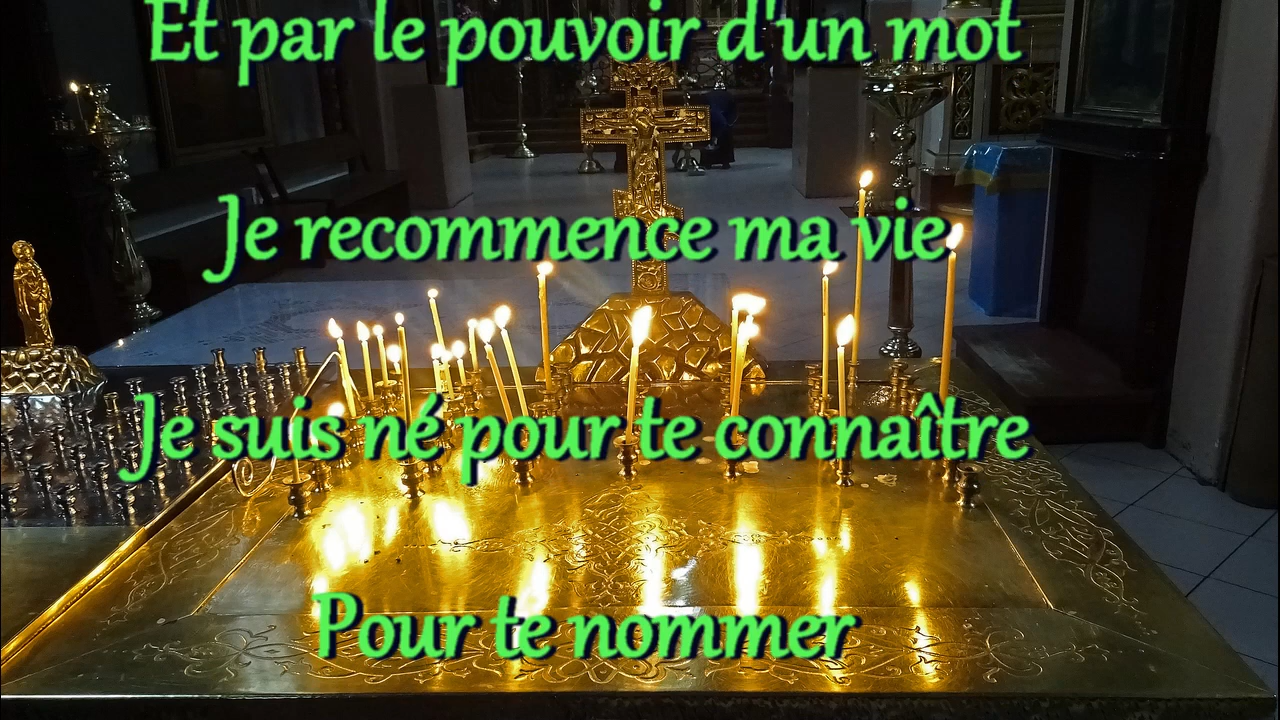 Et par le pouvoir d'un mot
Je recommence ma vie
Je suis né pour te connaître
Pour te nommer